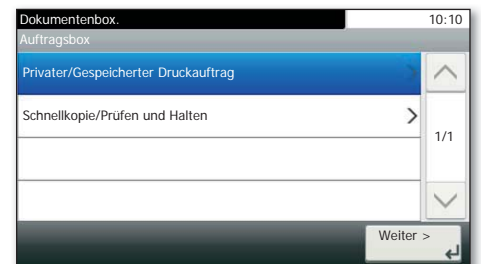 Dokumentenbox. 10:10
Auftragsbox
Privater/Gespeicherter Druckauftrag
Schnellkopie/Prüfen und Halten
1/1
Weiter >